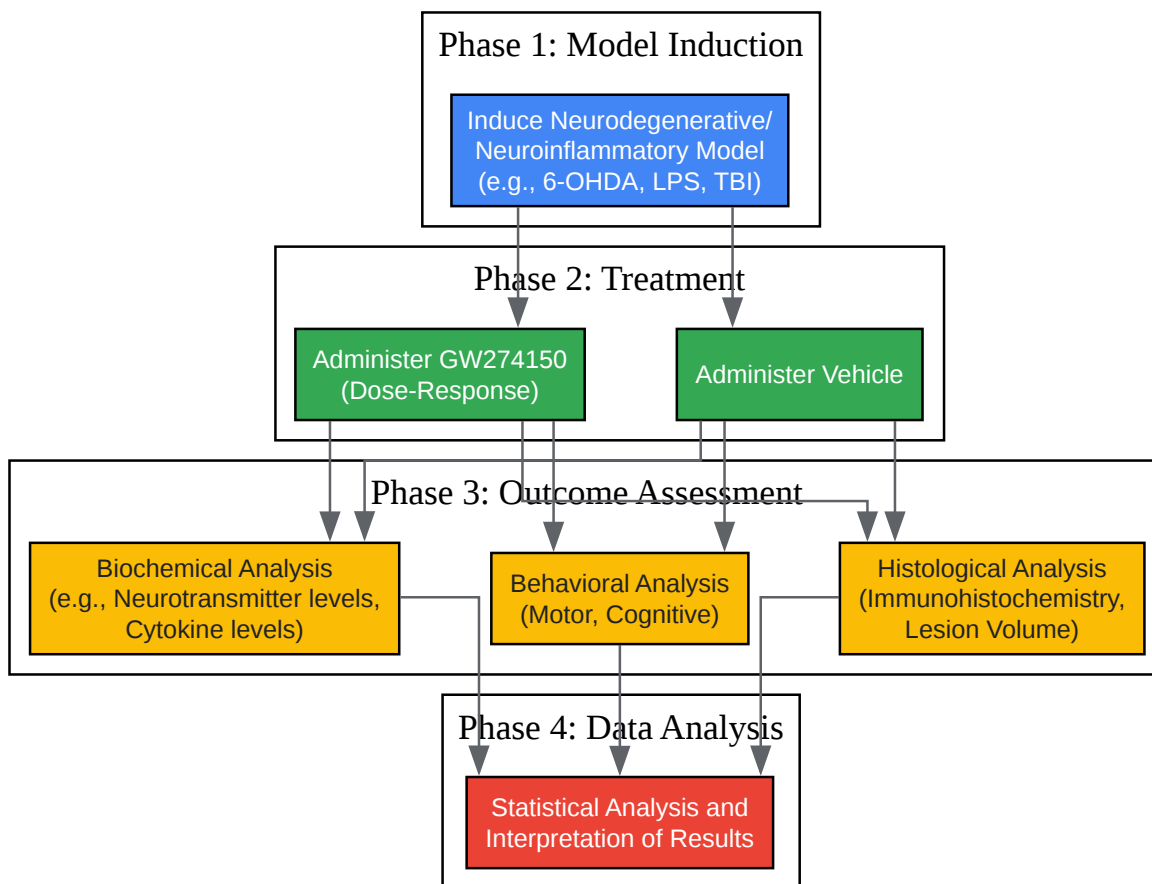 Phase 1: Model Induction
Induce Neurodegenerative/
Neuroinflammatory Model
(e.g., 6-OHDA, LPS, TBI)
Phase 2: Treatment
Administer GW274150
(Dose-Response)
Administer Vehicle
Phase 3: Outcome Assessment
Biochemical Analysis
(e.g., Neurotransmitter levels,
Cytokine levels)
Behavioral Analysis
(Motor, Cognitive)
Histological Analysis
(Immunohistochemistry,
Lesion Volume)
Phase 4: Data Analysis
Statistical Analysis and
Interpretation of Results